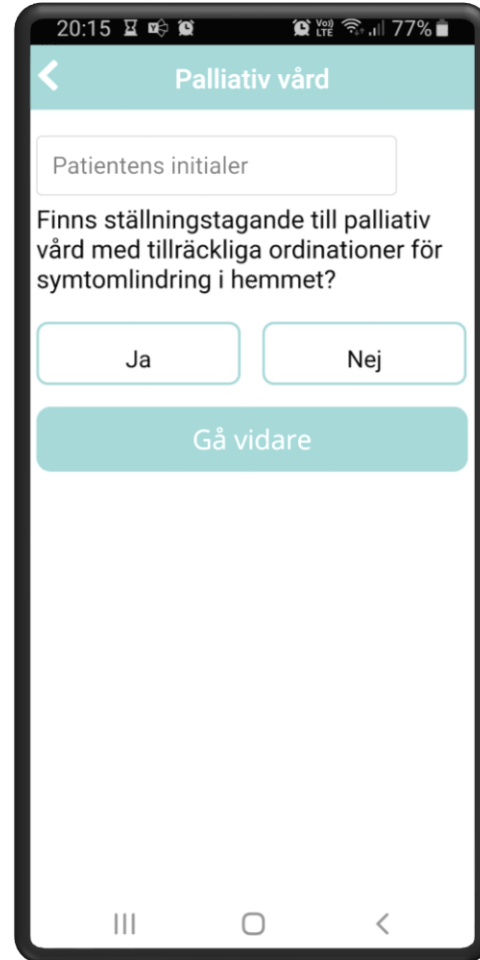 20:15 77%
Palliativ vård
Patientens initialer
Finns ställningstagande till palliativ
vård med tillräckliga ordinationer för
symtomlindring i hemmet?
Ja Nej
Gå vidare